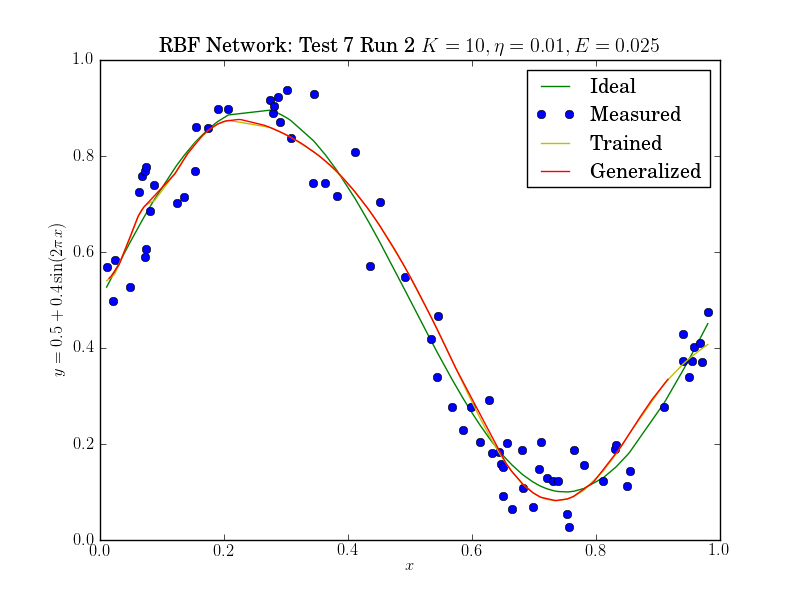 RBF Network: Test 7 Run 2 K = 10, η = 0.01, E = 0.025
1.0
0.8
0.6
0.4
0.2
0.0
y = 0.5 + 0.4 sin(2πx)
Ideal
Measured
Trained
Generalized
0.0 0.2 0.4 0.6 0.8 1.0
x